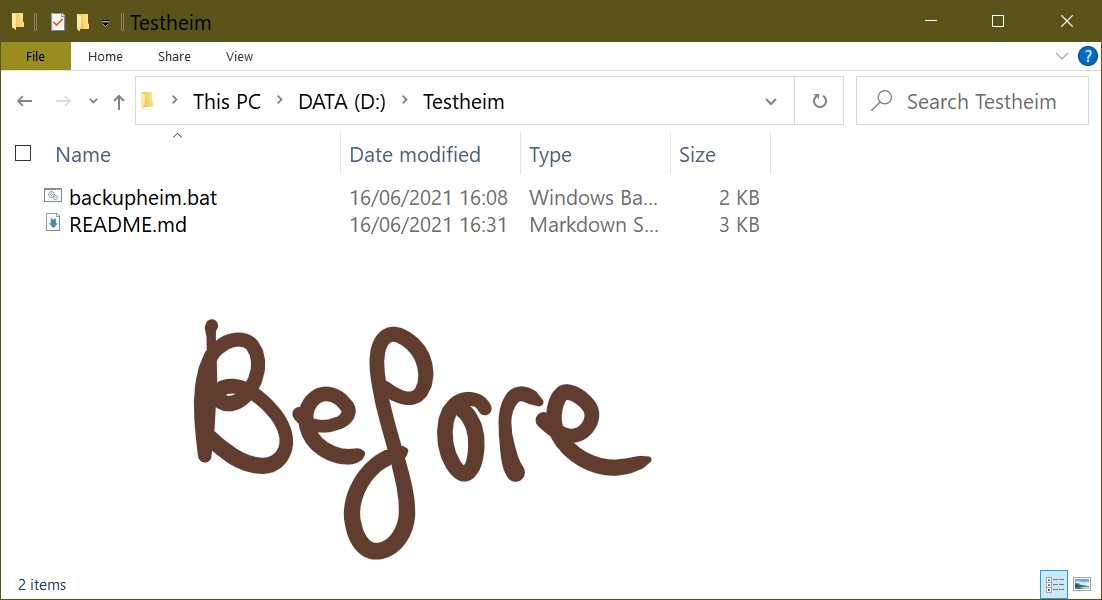 Testheim
File Home Share View
?
This PC > DATA (D:) > Testheim Search Testheim
Name Date modified Type Size
backupheim.bat 16/06/2021 16:08 Windows Ba... 2 KB
README.md 16/06/2021 16:31 Markdown S... 3 KB
Before
2 items